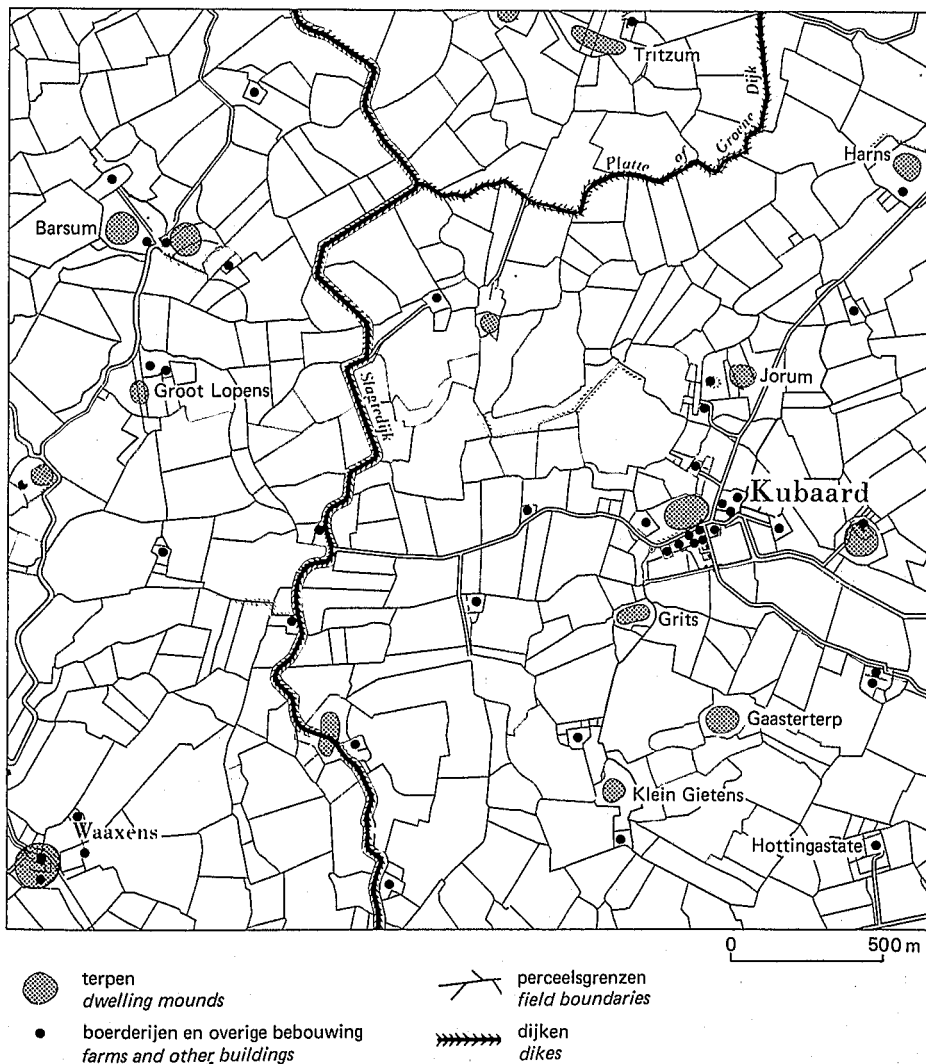 Tritzum
Platte of Groene Dijk
Harns
Barsum
Jorum
Groot Lopens
Slagtedijk
Kubaard
Grits
Gaasterterp
Klein Gietens
Waaxens
Hottingastate
0 500 m
terpen
dwelling mounds
perceelsgrenzen
field boundaries
boerderijen en overige bebouwing
farms and other buildings
dijken
dikes